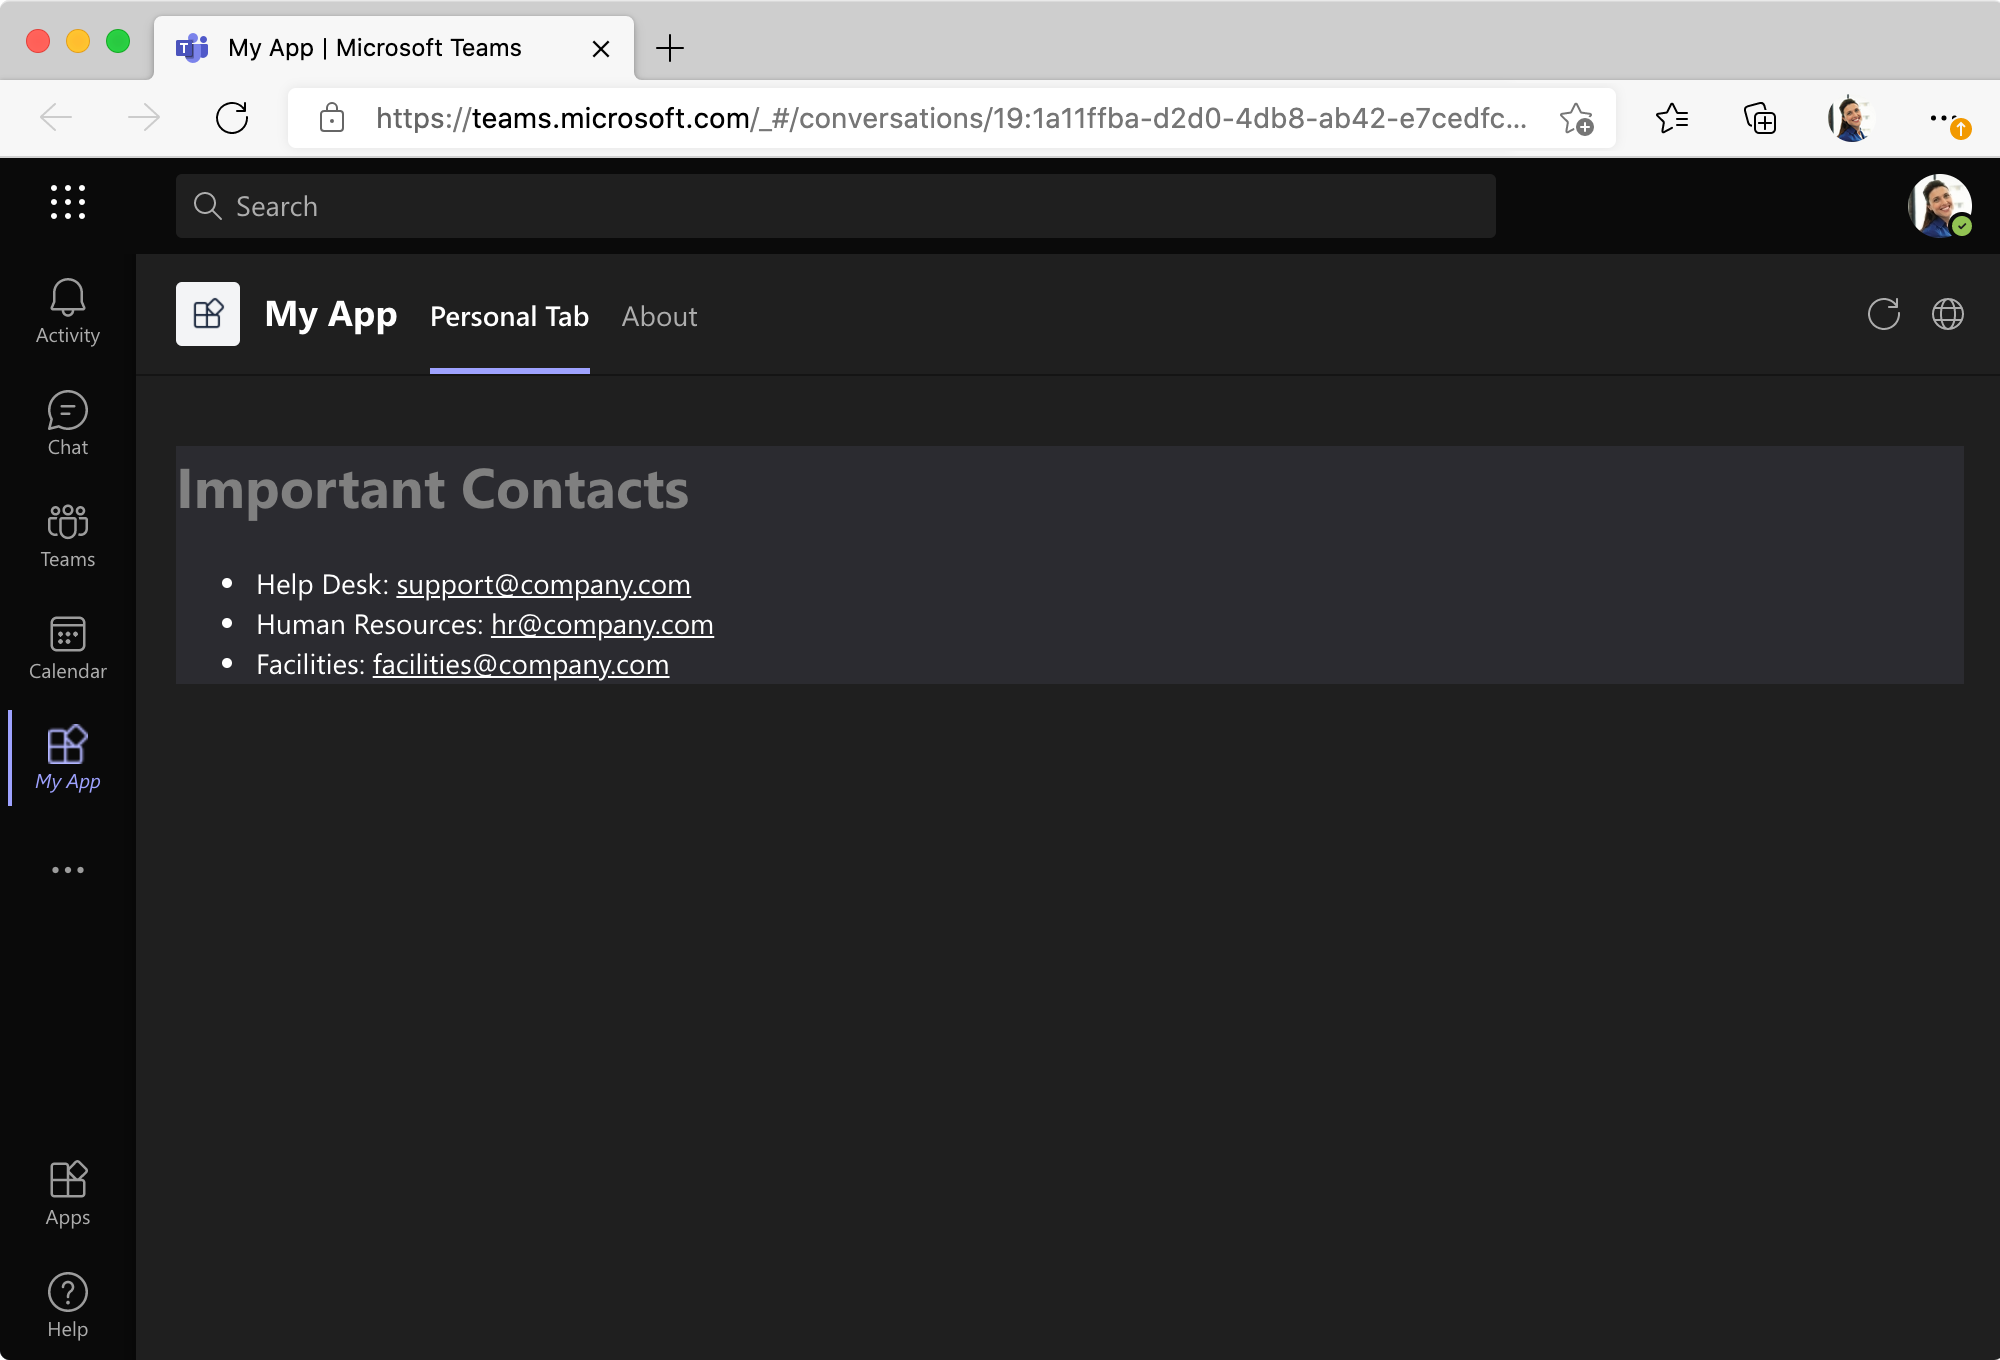 My App | Microsoft Teams
https://teams.microsoft.com/_#/conversations/19:1a11ffba-d2d0-4db8-ab42-e7cedfc...
Search
My App Personal Tab About
Activity
Chat
Teams
Calendar
My App
Apps
Help
Important Contacts
• Help Desk: support@company.com
• Human Resources: hr@company.com
• Facilities: facilities@company.com